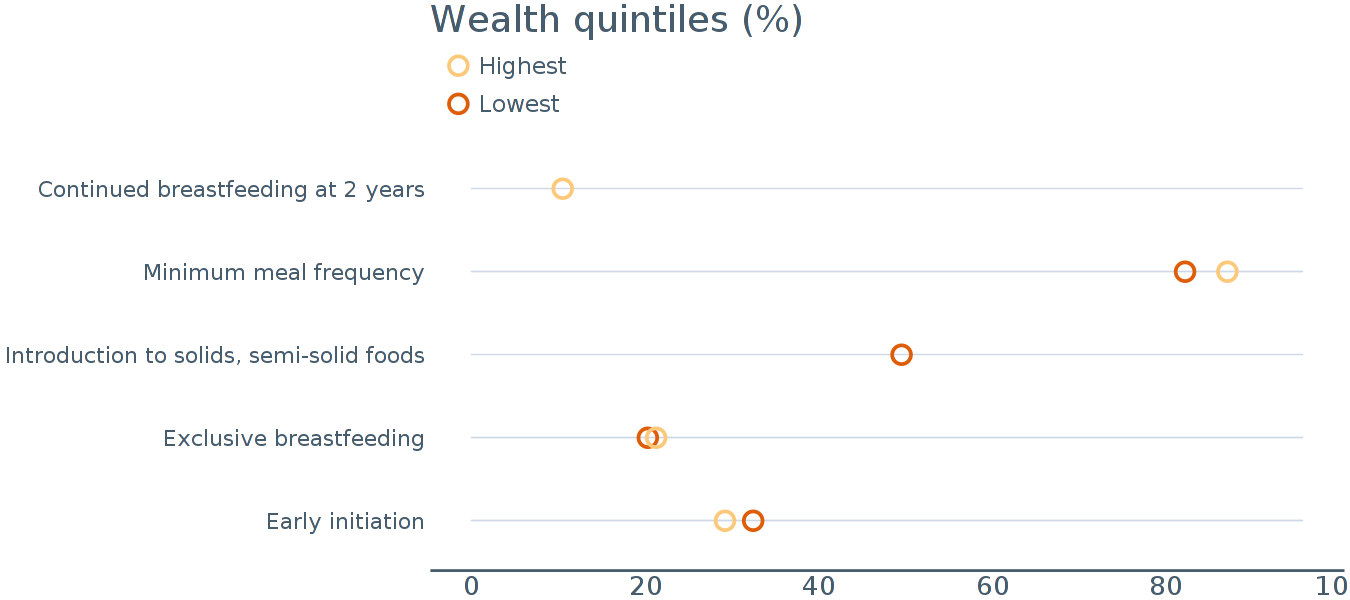 Wealth quintiles (%)
Highest
Lowest
Continued breastfeeding at 2 years
Minimum meal frequency
Introduction to solids, semi-solid foods
Exclusive breastfeeding
Early initiation
0 20 40 60 80 10